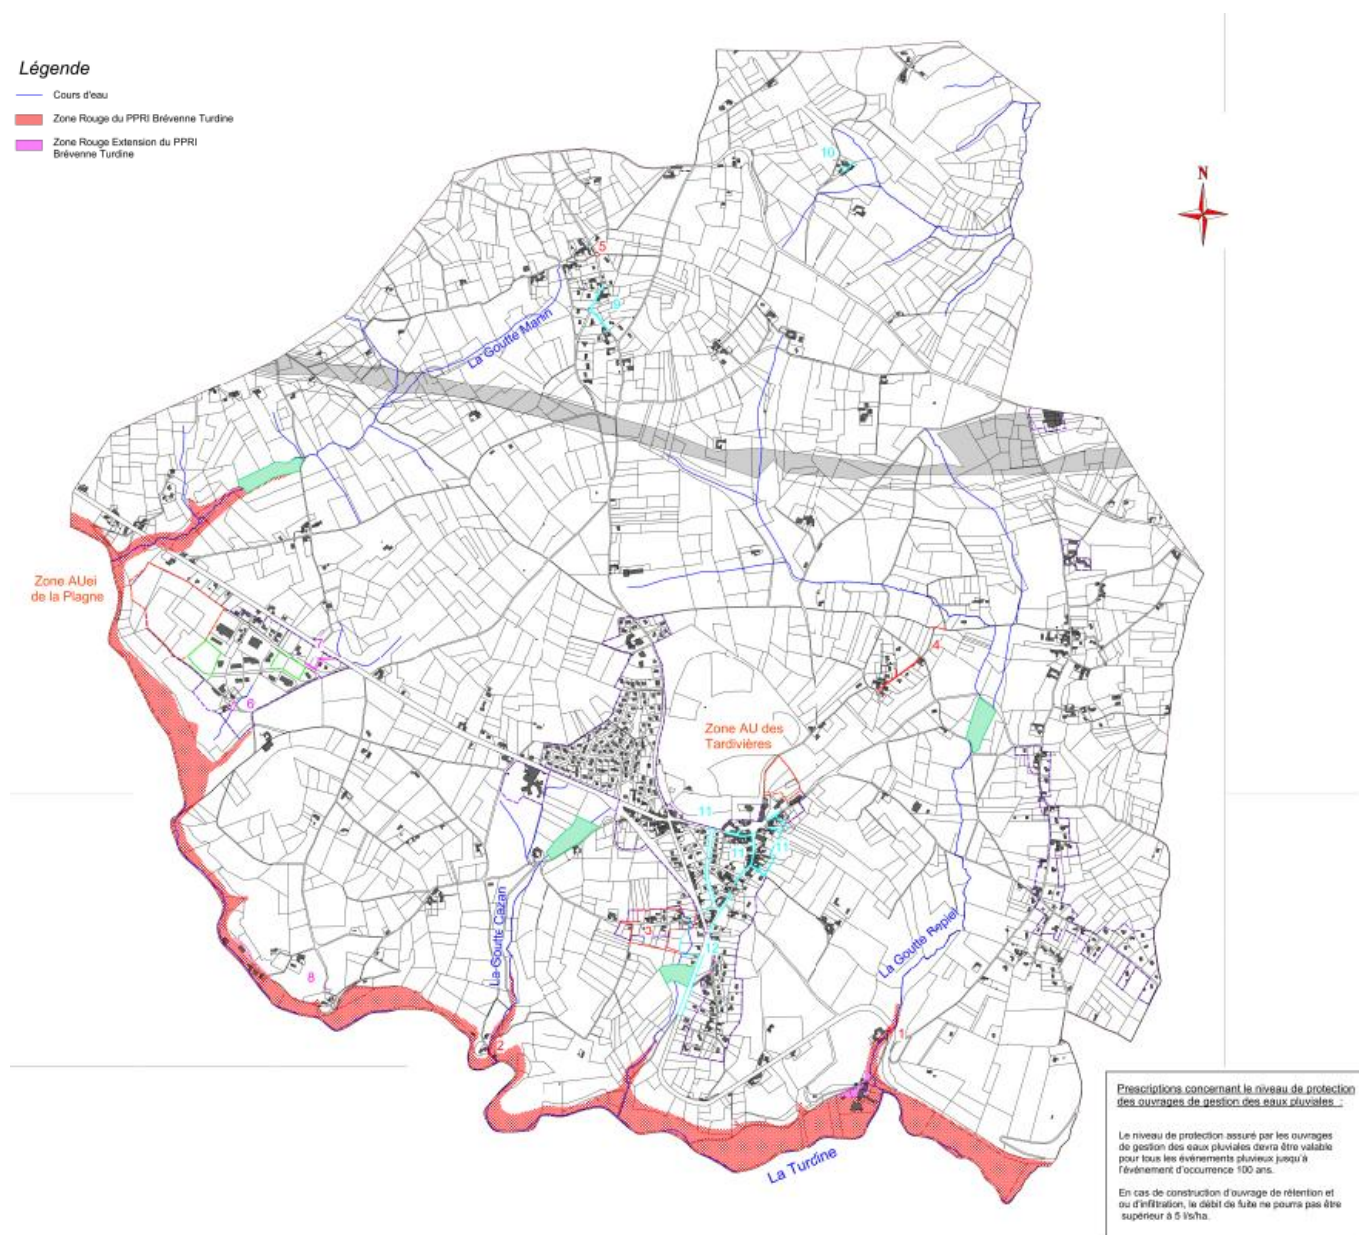 Légende
Cours d'eau
Zone Rouge du PPRI Brévenne Turdine
Zone Rouge Extension du PPRI
Brévenne Turdine
N
10
5
9
La Goutte Manin
Zone AUei
de la Plagne
7
6
4
Zone AU des
Tardivières
11
11
11
La Goutte Cazan
3
12
La Goutte Repiel
8
2
1
La Turdine
Prescriptions concernant le niveau de protection
des ouvrages de gestion des eaux pluviales :
Le niveau de protection assuré par les ouvrages
de gestion des eaux pluviales devra être valable
pour tous les événements pluvieux jusqu'à
l'événement d'occurrence 100 ans.
En cas de construction d'ouvrage de rétention et
ou d'infiltration, le débit de fuite ne pourra pas être
supérieur à 5 l/s/ha.